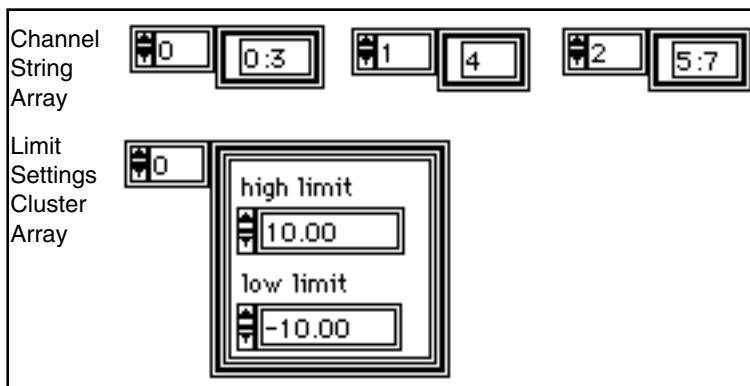 Channel
String
Array
0 0:3 1 4 2 5:7
Limit
Settings
Cluster
Array
0
high limit
10.00
low limit
-10.00